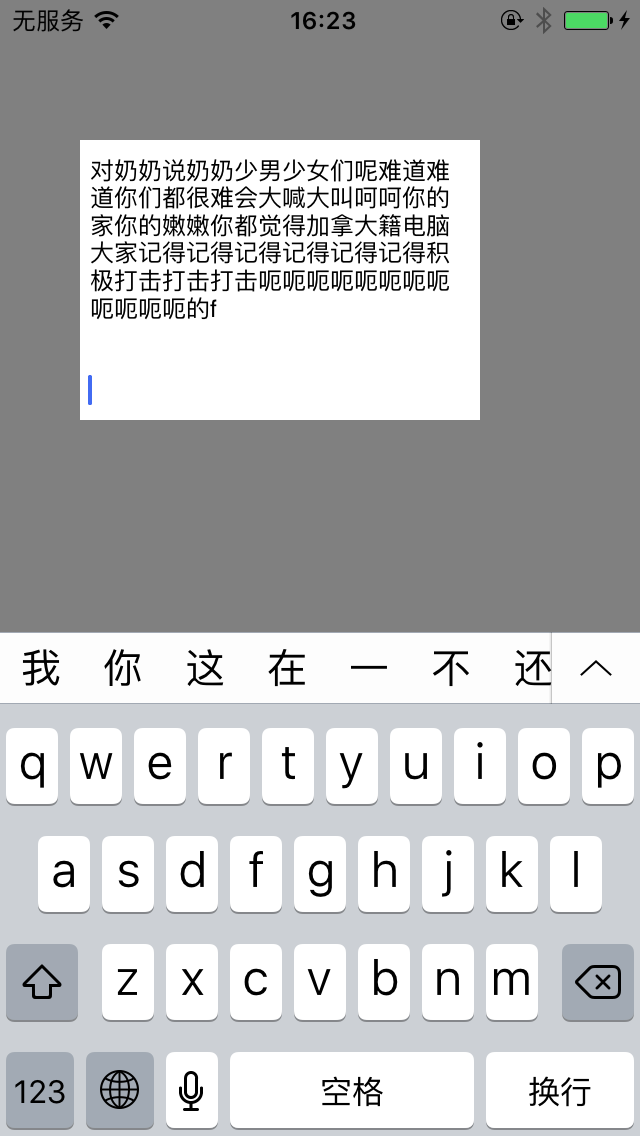 无服务 16:23
对奶奶说奶奶少男少女们呢难道难
道你们都很难会大喊大叫呵呵你的
家你的嫩嫩你都觉得加拿大籍电脑
大家记得记得记得记得记得记得积
极打击打击打击呃呃呃呃呃呃呃呃
呃呃呃呃的f
我 你 这 在 一 不 还
q w e r t y u i o p
a s d f g h j k l
z x c v b n m
123 空格 换行